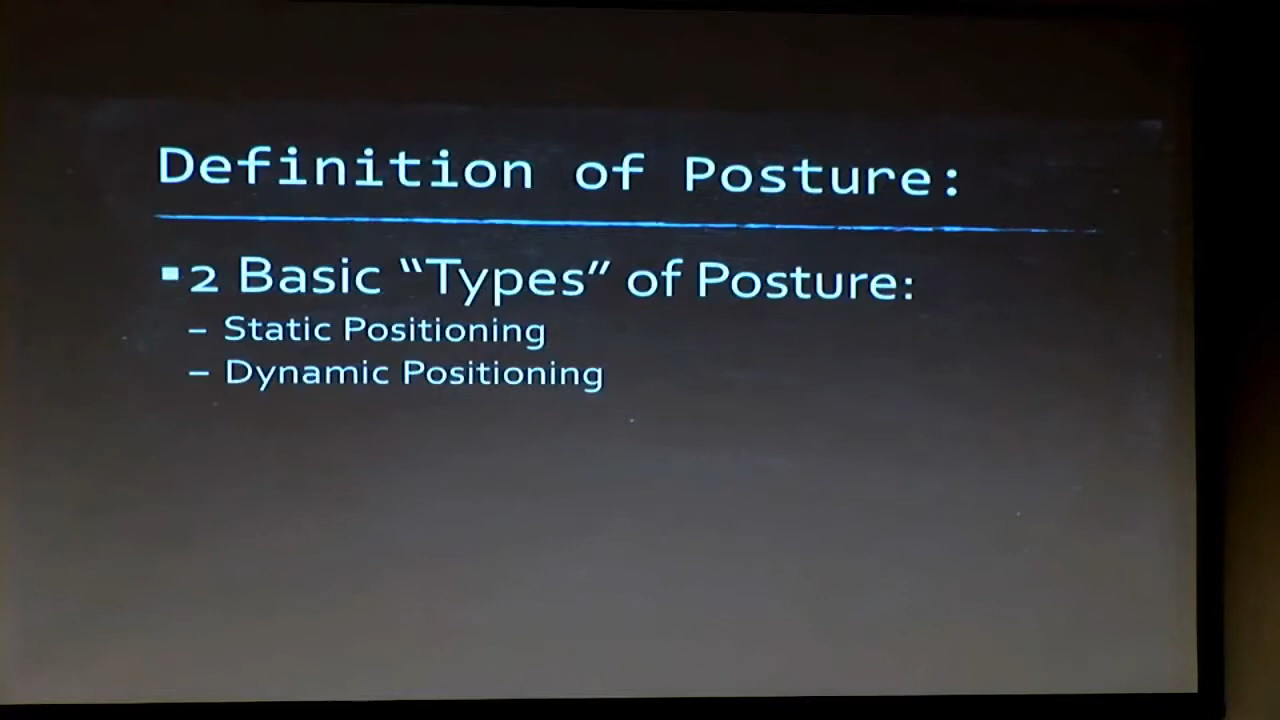 Definition of Posture:
▪2 Basic “Types” of Posture:
– Static Positioning
– Dynamic Positioning